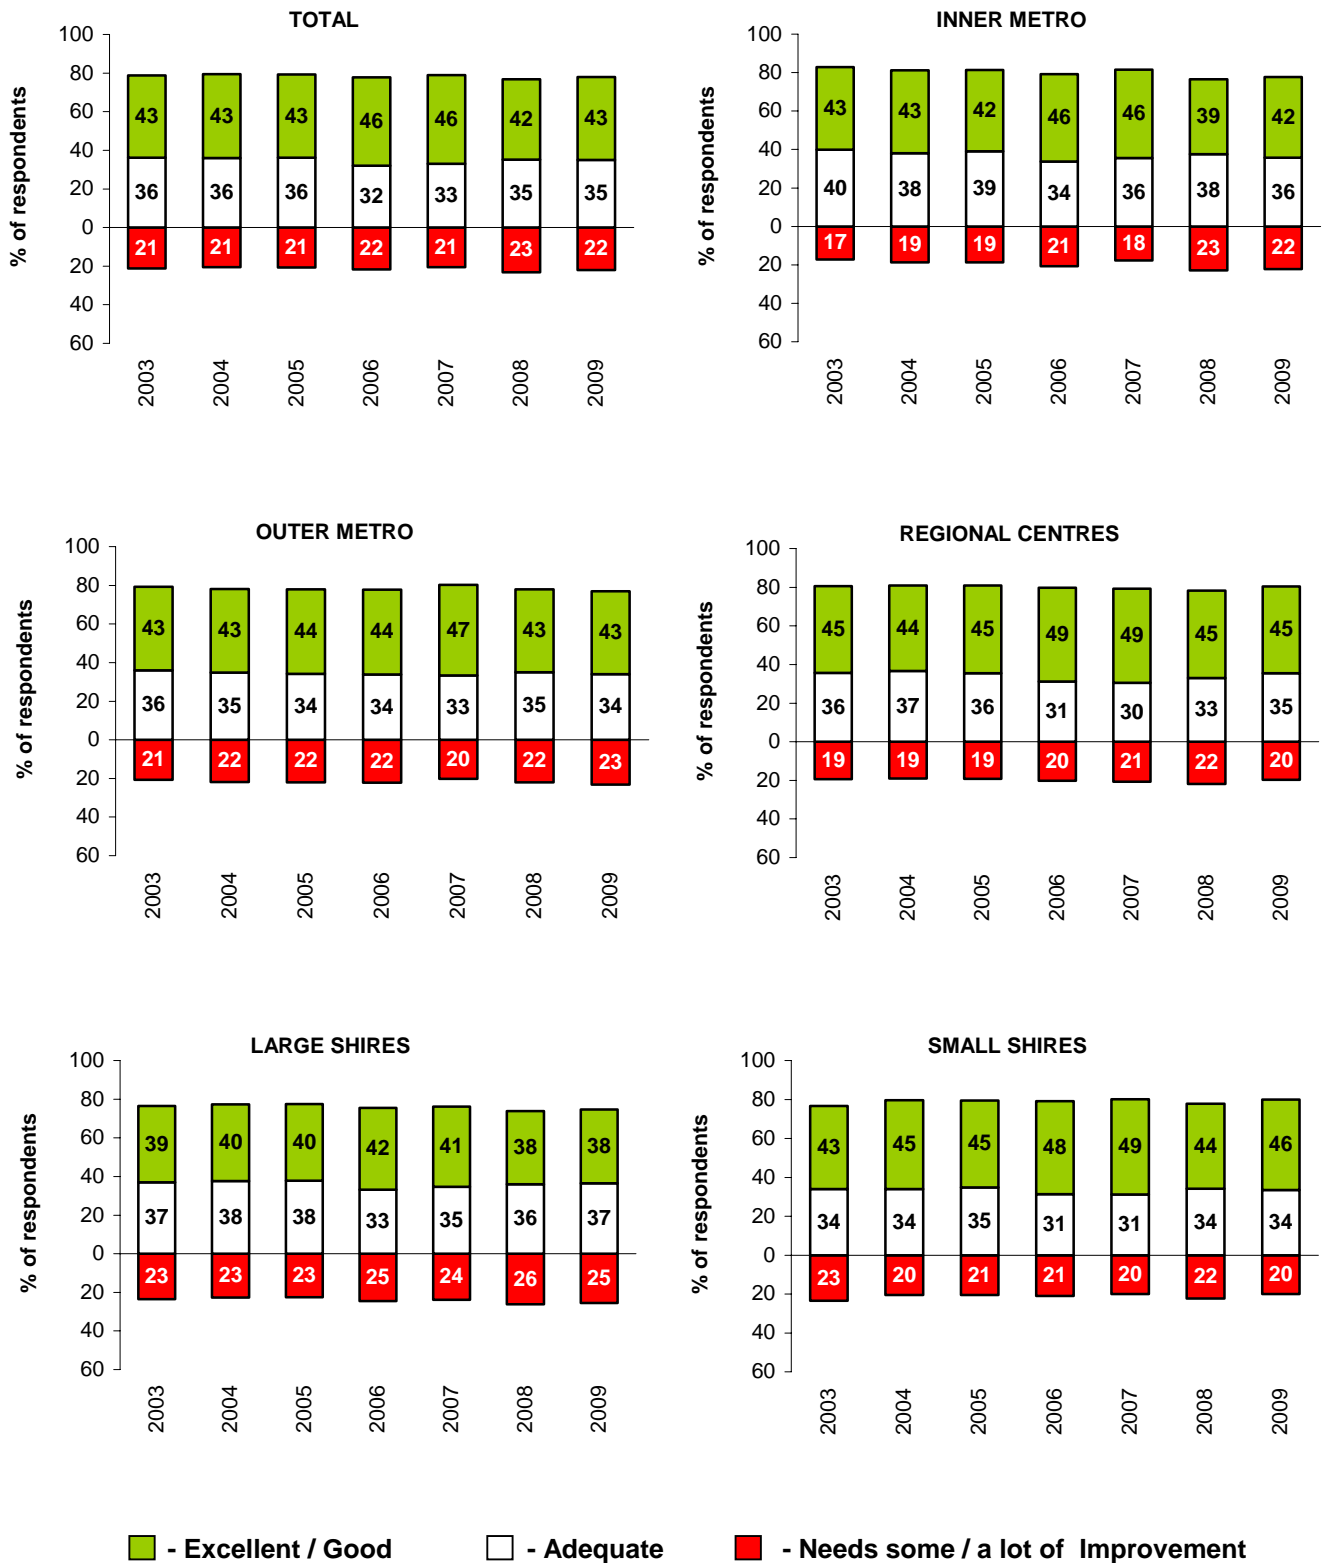 TOTAL
% of respondents
100
80
60
40
20
0
20
40
60
43 43 43 46 46 42 43
36 36 36 32 33 35 35
21 21 21 22 21 23 22
2003 2004 2005 2006 2007 2008 2009
INNER METRO
% of respondents
100
80
60
40
20
0
20
40
60
43 43 42 46 46 39 42
40 38 39 34 36 38 36
17 19 19 21 18 23 22
2003 2004 2005 2006 2007 2008 2009
OUTER METRO
% of respondents
100
80
60
40
20
0
20
40
60
43 43 44 44 47 43 43
36 35 34 34 33 35 34
21 22 22 22 20 22 23
2003 2004 2005 2006 2007 2008 2009
REGIONAL CENTRES
% of respondents
100
80
60
40
20
0
20
40
60
45 44 45 49 49 45 45
36 37 36 31 30 33 35
19 19 19 20 21 22 20
2003 2004 2005 2006 2007 2008 2009
LARGE SHIRES
% of respondents
100
80
60
40
20
0
20
40
60
39 40 40 42 41 38 38
37 38 38 33 35 36 37
23 23 23 25 24 26 25
2003 2004 2005 2006 2007 2008 2009
SMALL SHIRES
% of respondents
100
80
60
40
20
0
20
40
60
43 45 45 48 49 44 46
34 34 35 31 31 34 34
23 20 21 21 20 22 20
2003 2004 2005 2006 2007 2008 2009
- Excellent / Good - Adequate - Needs some / a lot of Improvement